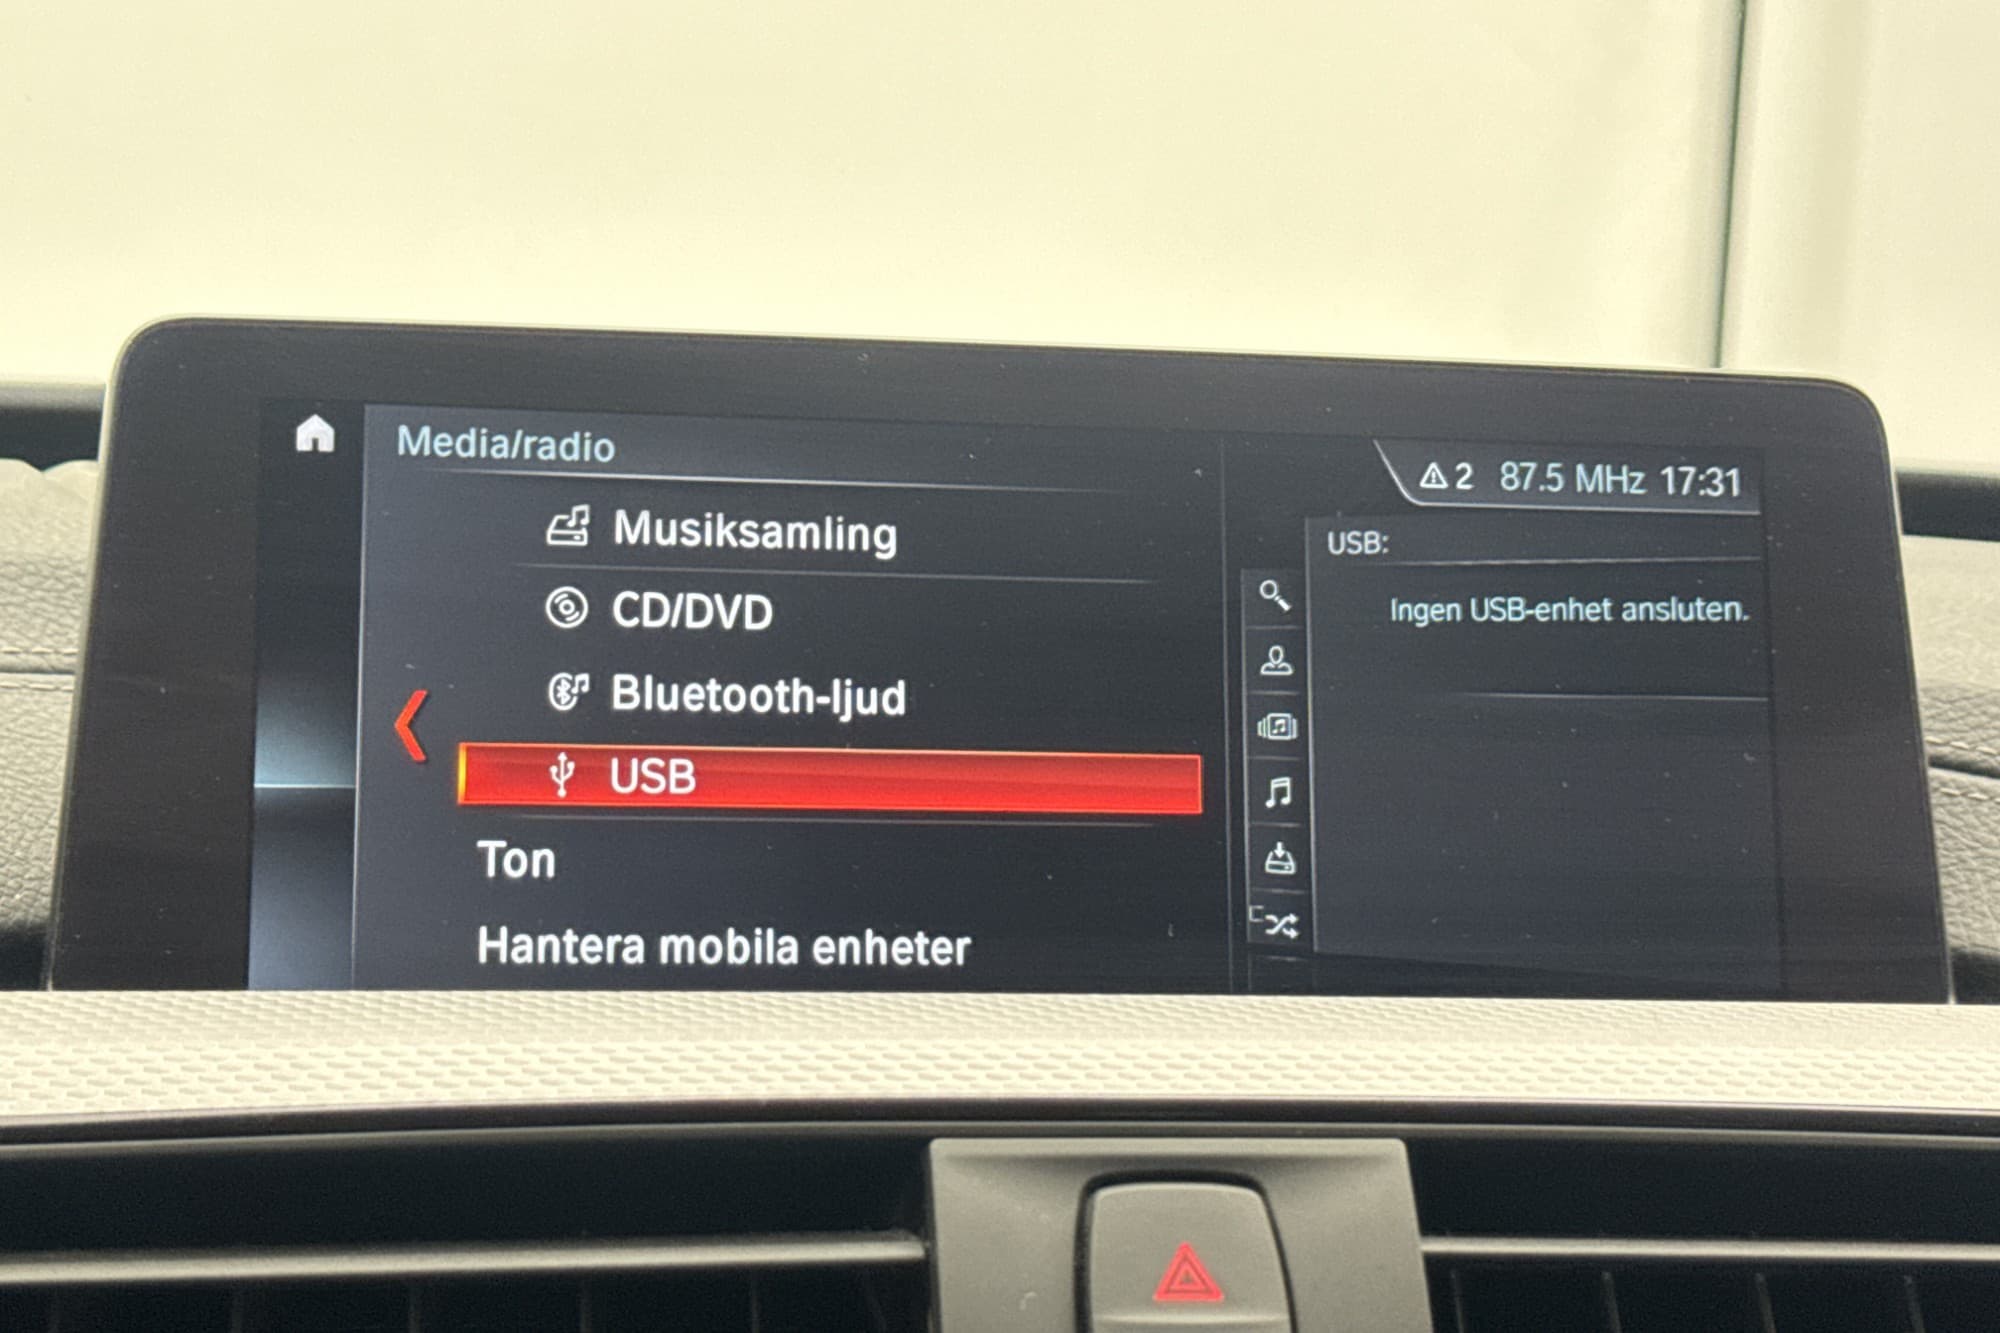 Media/radio
2 87.5 MHz 17:31
Musiksamling
CD/DVD
Bluetooth-ljud
USB
Ton
Hantera mobila enheter
USB:
Ingen USB-enhet ansluten.